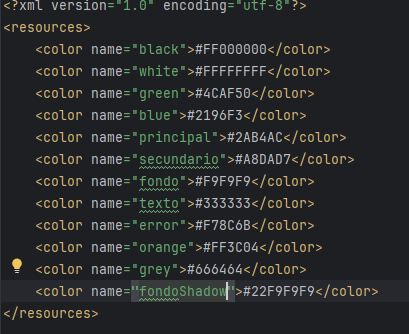 <?xml version="1.0" encoding="utf-8"?>
<resources>
    <color name="black">#FF000000</color>
    <color name="white">#FFFFFFFF</color>
    <color name="green">#4CAF50</color>
    <color name="blue">#2196F3</color>
    <color name="principal">#2AB4AC</color>
    <color name="secundario">#A8DAD7</color>
    <color name="fondo">#F9F9F9</color>
    <color name="texto">#333333</color>
    <color name="error">#F78C6B</color>
    <color name="orange">#FF3C04</color>
    <color name="grey">#666464</color>
    <color name="fondoShadow">#22F9F9F9</color>
</resources>